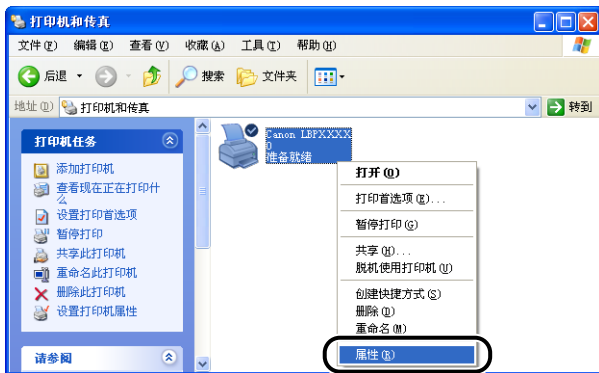 打印机和传真
文件(F) 编辑(E) 查看(V) 收藏(A) 工具(T) 帮助(H)
后退 搜索 文件夹
地址(D) 打印机和传真 转到
打印机任务
添加打印机
查看现在正在打印什
么
设置打印首选项
暂停打印
共享此打印机
重命名此打印机
删除此打印机
设置打印机属性
请参阅
Canon LBPXXXX
0
准备就绪
打开(O)
打印首选项(E)...
暂停打印(G)
共享(H)...
脱机使用打印机(U)
创建快捷方式(S)
删除(D)
重命名(M)
属性(R)